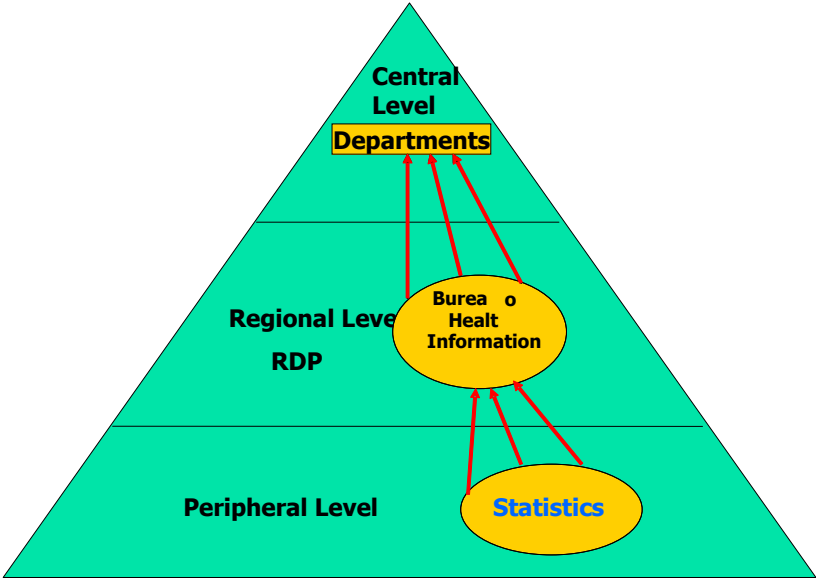 Central
Level
Departments
Regional Leve
RDP
Burea o
Healt
Information
Peripheral Level
Statistics